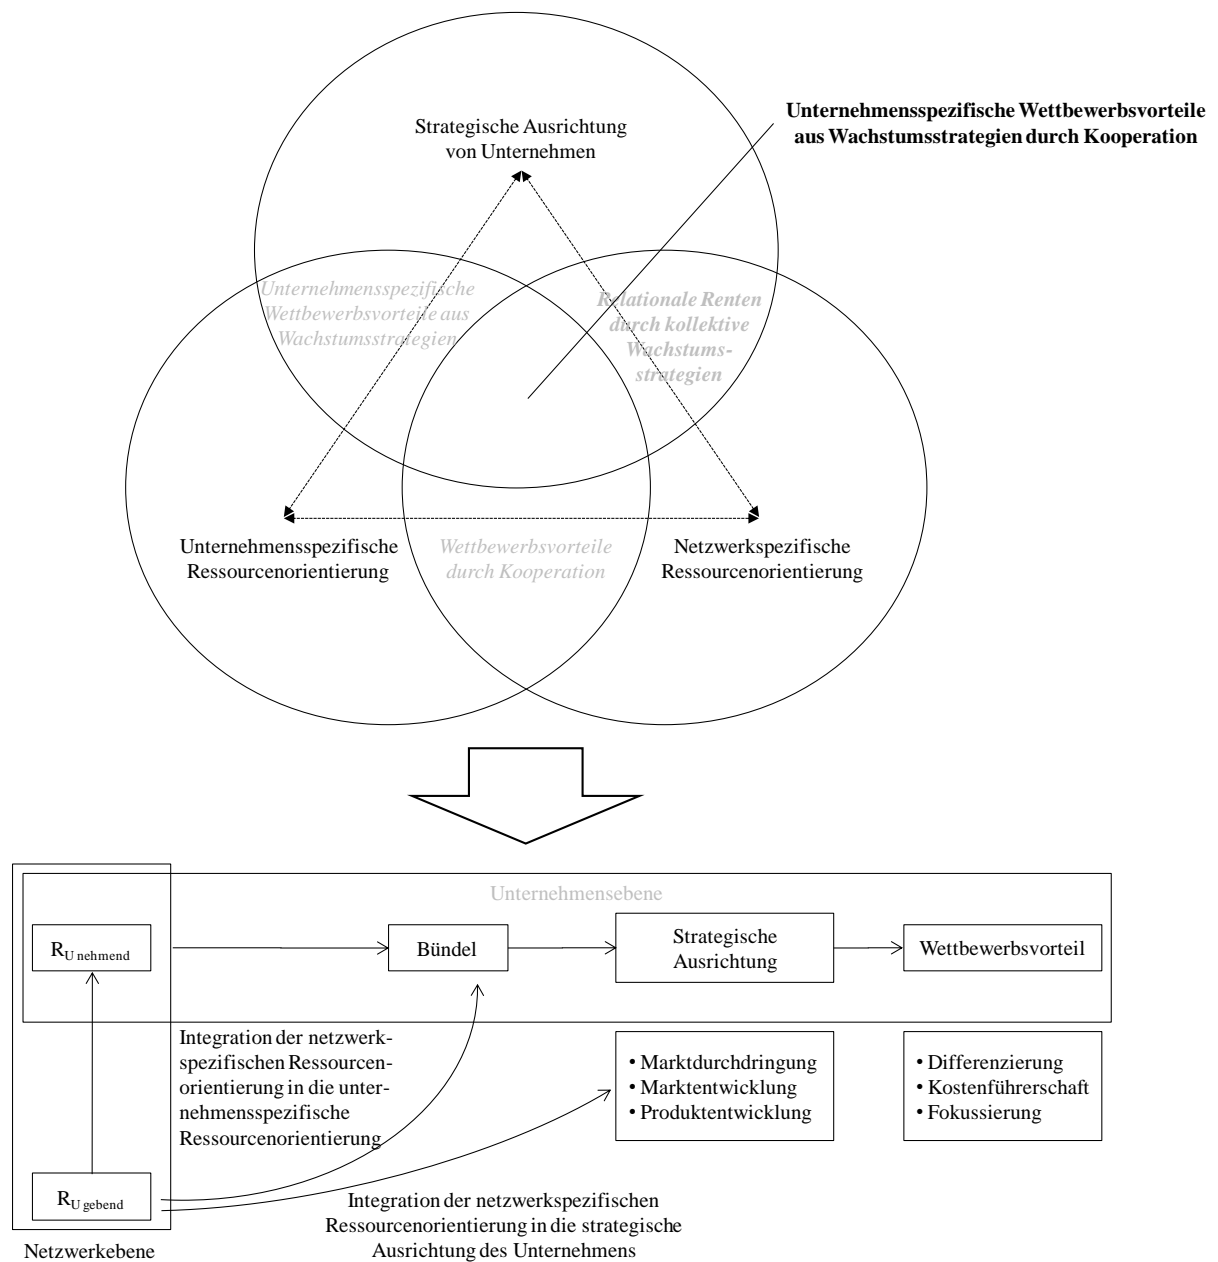 Unternehmensspezifische Wettbewerbsvorteile
aus Wachstumsstrategien durch Kooperation
Strategische Ausrichtung
von Unternehmen
Unternehmensspezifische
Wettbewerbsvorteile aus
Wachstumsstrategien
Relationale Renten
durch kollektive
Wachstums-
strategien
Unternehmensspezifische
Ressourcenorientierung
Wettbewerbsvorteile
durch Kooperation
Netzwerkspezifische
Ressourcenorientierung
Unternehmensebene
R U nehmend
Bündel
Strategische
Ausrichtung
Wettbewerbsvorteil
Integration der netzwerk-
spezifischen Ressourcen-
orientierung in die unter-
nehmensspezifische
Ressourcenorientierung
• Marktdurchdringung
• Marktentwicklung
• Produktentwicklung
• Differenzierung
• Kostenführerschaft
• Fokussierung
R U gebend
Integration der netzwerkspezifischen
Ressourcenorientierung in die strategische
Ausrichtung des Unternehmens
Netzwerkebene